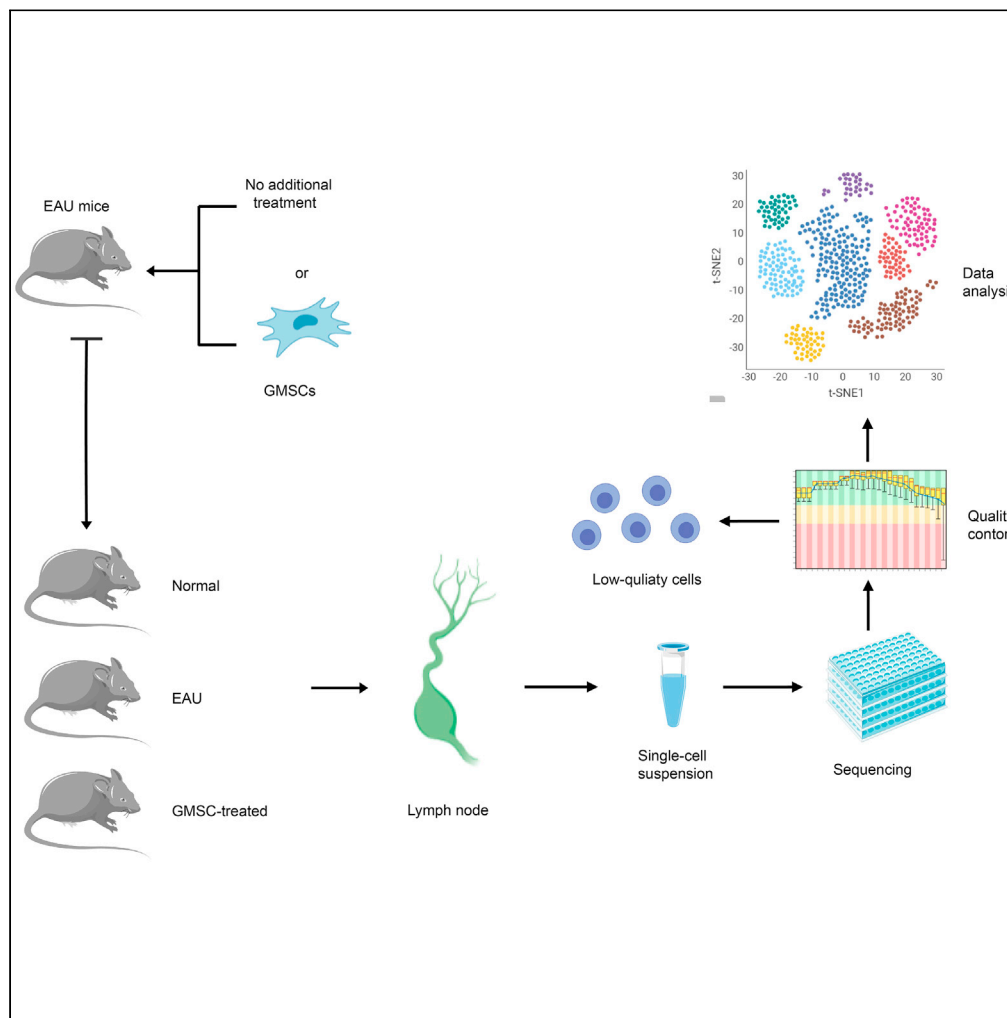 EAU mice
No additional
treatment
or
GMSCs
Normal
EAU
GMSC-treated
Lymph node
Single-cell
suspension
Sequencing
Low-quliaty cells
Qualit
contor
Data
analysi
t-SNE2
30
20
10
0
-10
-20
-30
-30 -20 -10 0 10 20 30
t-SNE1